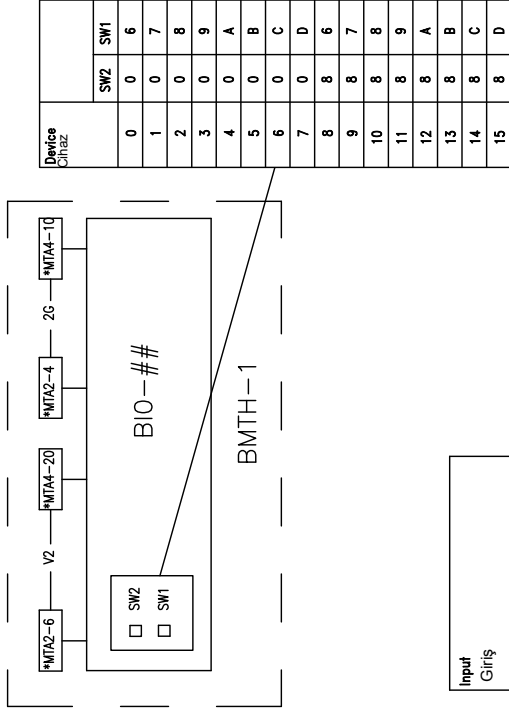 *MTA2-6 V2 *MTA4-20 *MTA2-4 2G *MTA4-10
SW2
SW1
BIO-##
BMTH-1
Device
Cihaz
SW2 SW1
0 0 6
1 0 7
2 0 8
3 0 9
4 0 A
5 0 B
6 0 C
7 0 D
8 8 6
9 8 7
10 8 8
11 8 9
12 8 A
13 8 B
14 8 C
15 8 D
Input
Giriş